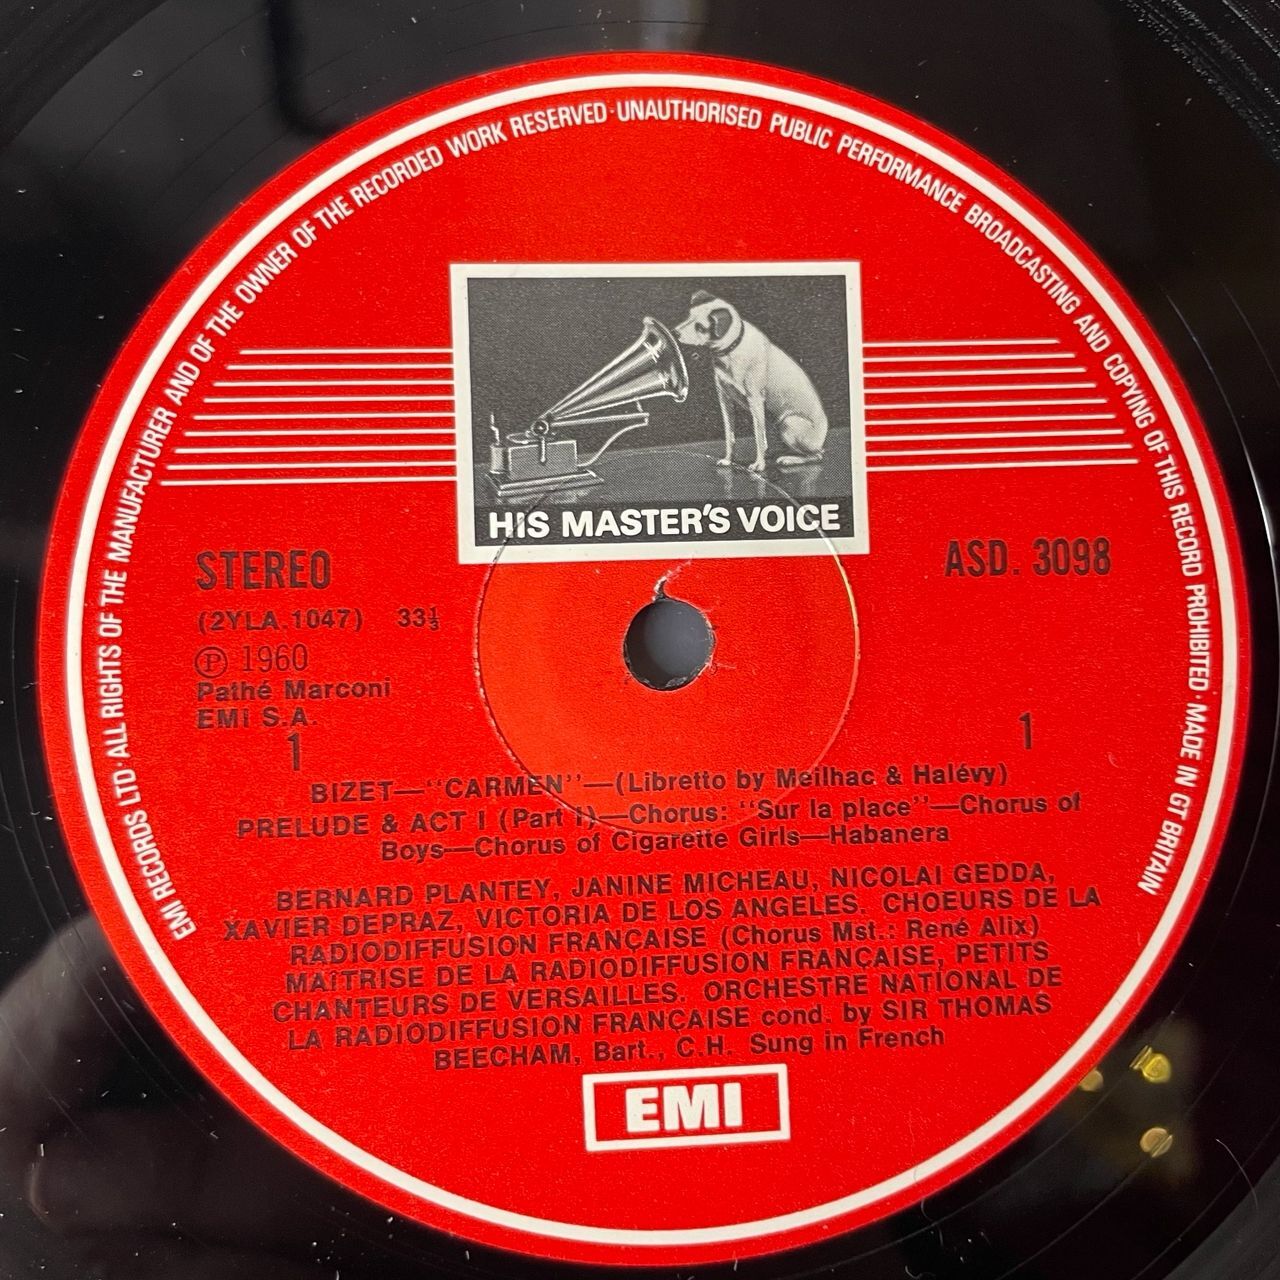 EMI RECORDS LTD·ALL RIGHTS OF THE MANUFACTURER AND OF THE OWNER OF THE RECORDED WORK RESERVED·UNAUTHORISED PUBLIC PERFORMANCE BROADCASTING AND COPYING OF THIS RECORD PROHIBITED·MADE IN GT BRITAIN
HIS MASTER'S VOICE
STEREO
ASD. 3098
(2YLA.1047) 33⅓
Ⓟ 1960
Pathé Marconi
EMI S.A.
1
1
BIZET—"CARMEN"—(Libretto by Meilhac & Halévy)
PRELUDE & ACT I (Part i)—Chorus: "Sur la place"—Chorus of
Boys—Chorus of Cigarette Girls—Habanera
BERNARD PLANTEY, JANINE MICHEAU, NICOLAI GEDDA,
XAVIER DEPRAZ, VICTORIA DE LOS ANGELES. CHOEURS DE LA
RADIODIFFUSION FRANÇAISE (Chorus Mst.: René Alix)
MAITRISE DE LA RADIODIFFUSION FRANÇAISE, PETITS
CHANTEURS DE VERSAILLES. ORCHESTRE NATIONAL DE
LA RADIODIFFUSION FRANÇAISE cond. by SIR THOMAS
BEECHAM, Bart., C.H. Sung in French
EMI